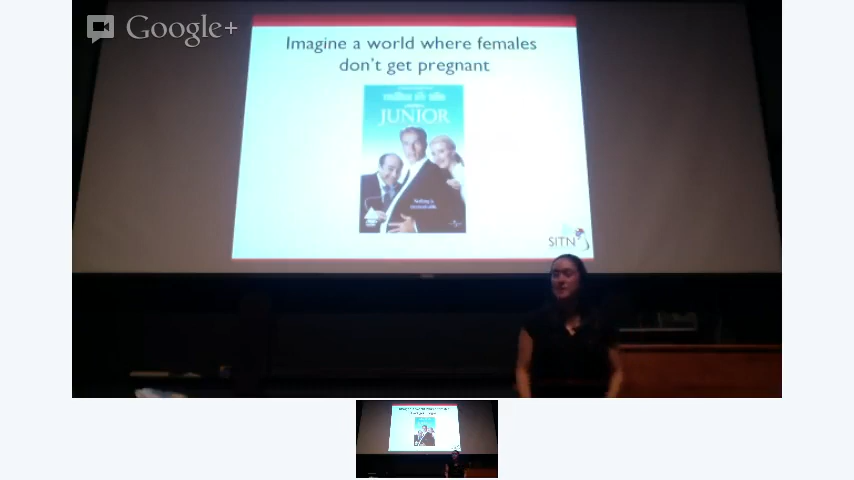 Google+
Imagine a world where females
don't get pregnant
JUNIOR
SITN